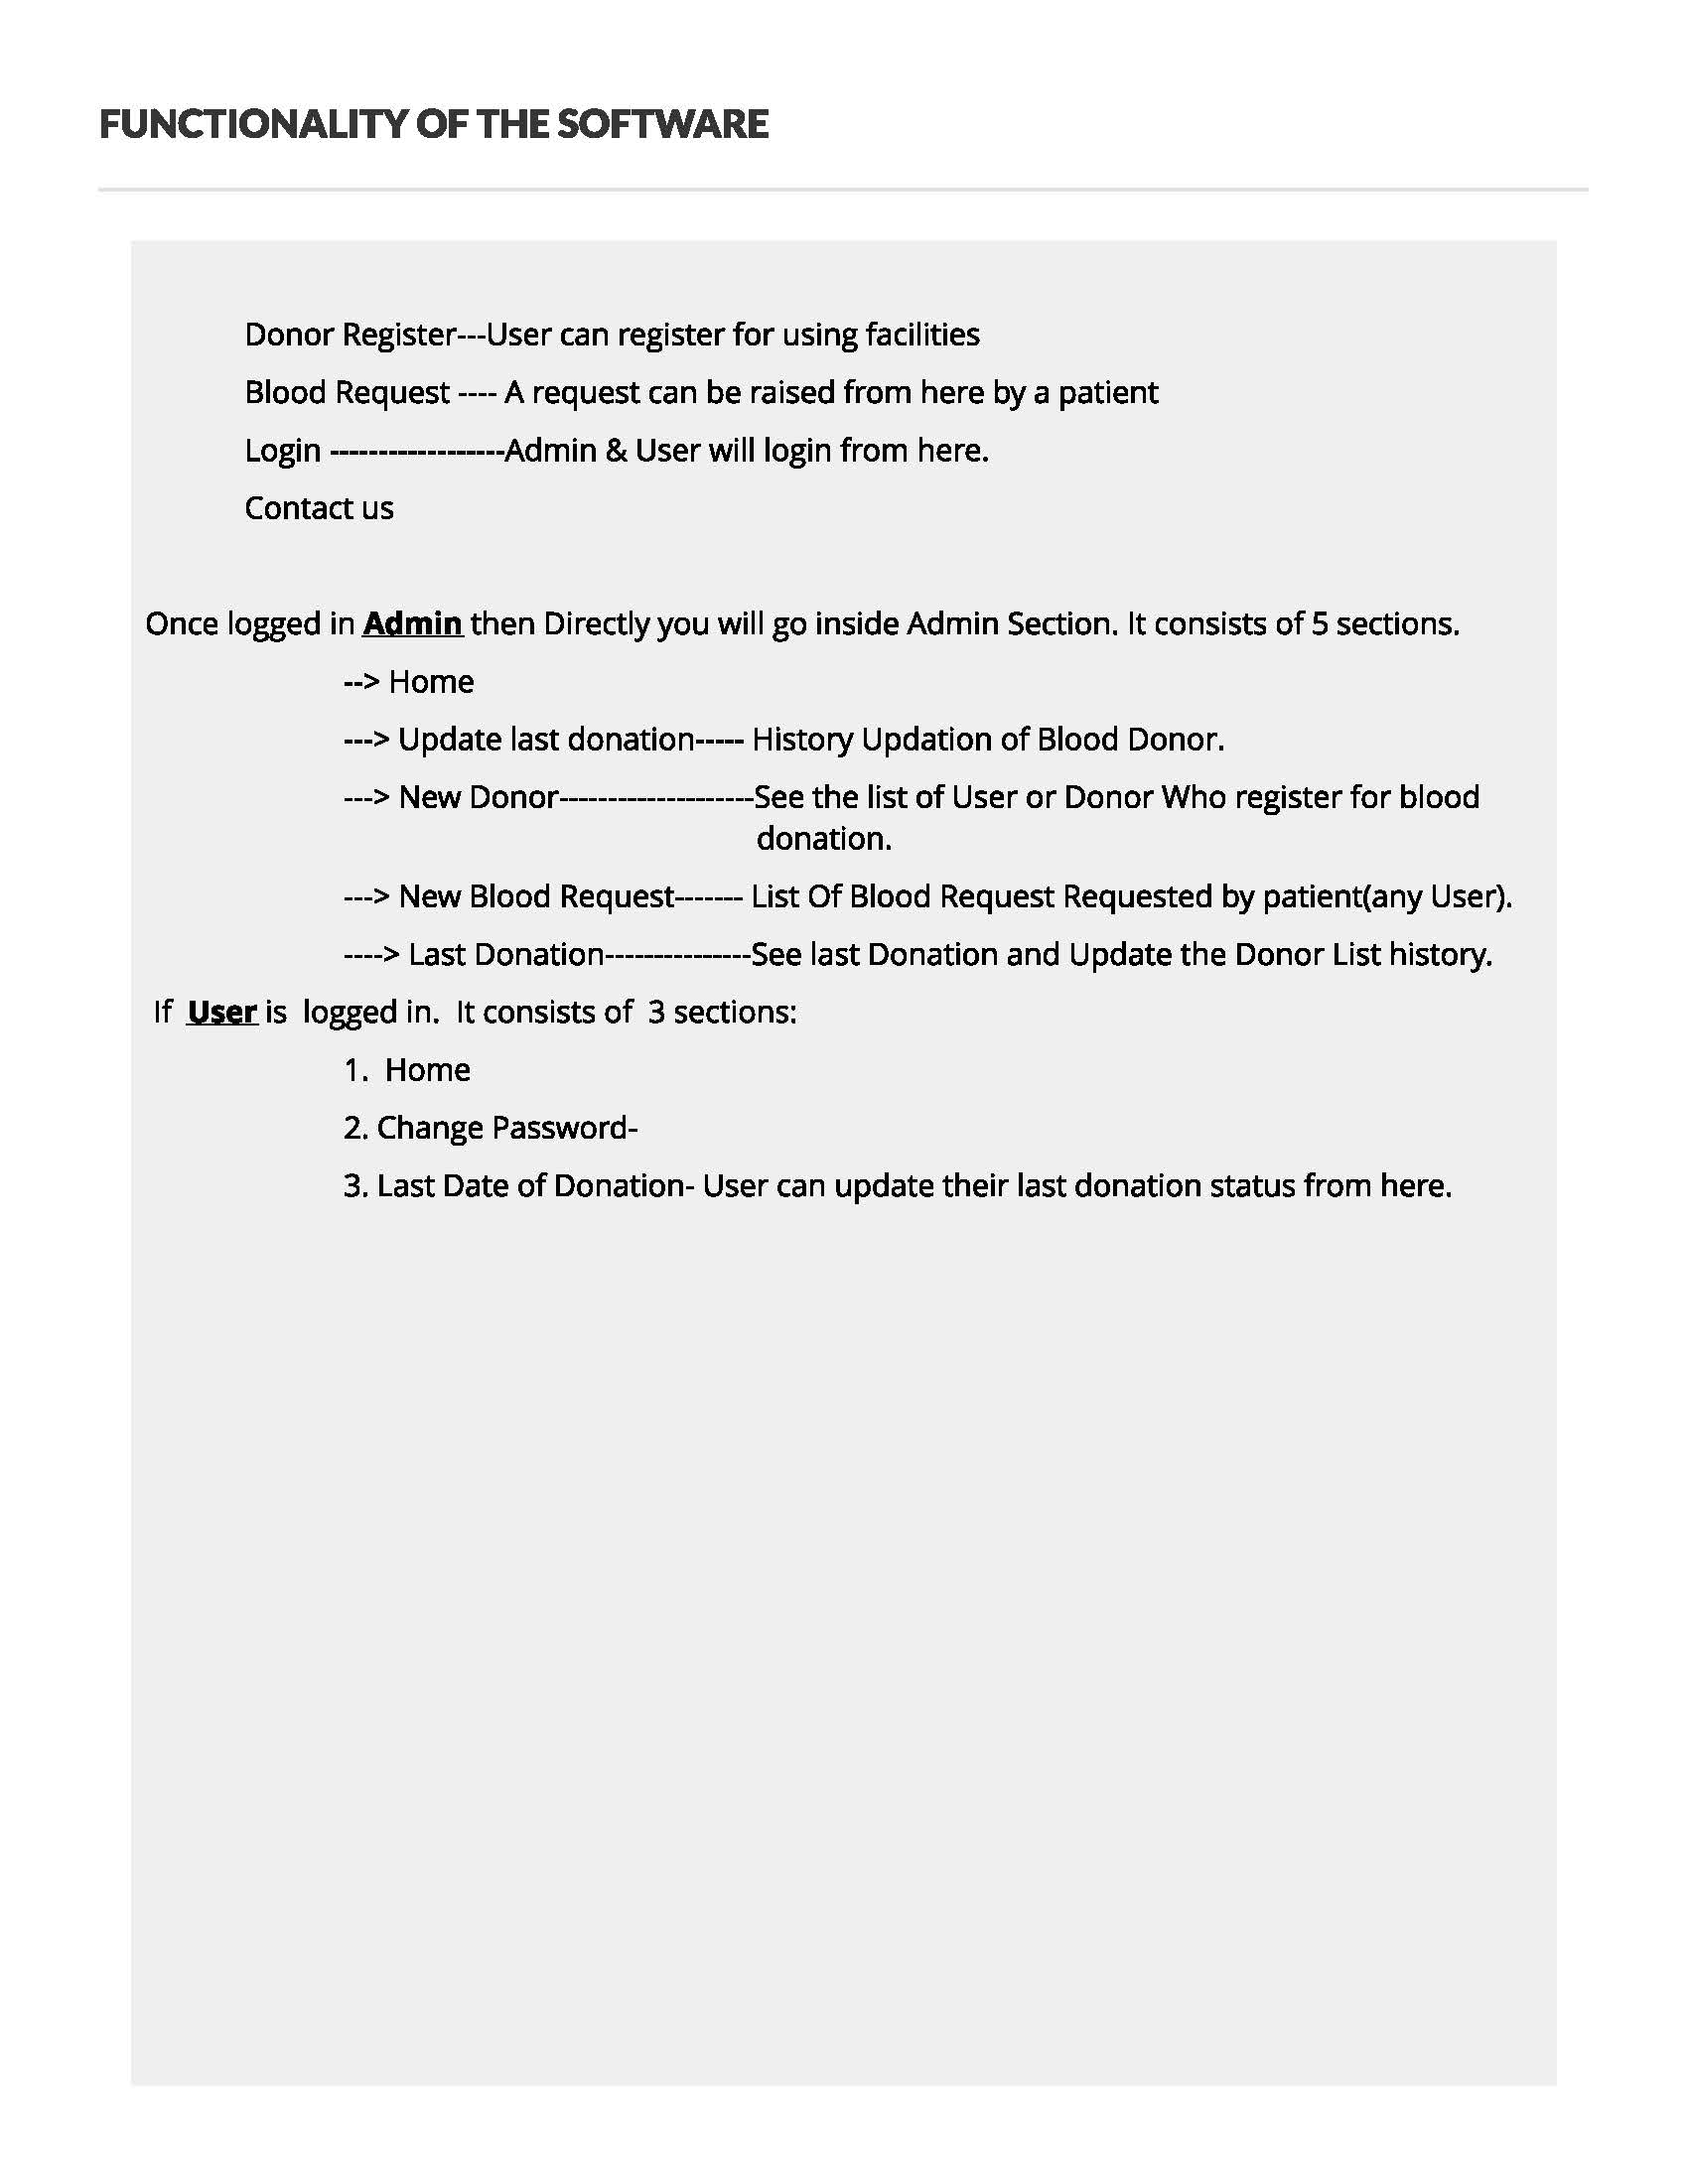 FUNCTIONALITY OF THE SOFTWARE
Donor Register---User can register for using facilities
Blood Request ---- A request can be raised from here by a patient
Login ------------------Admin & User will login from here.
Contact us
Once logged in Admin then Directly you will go inside Admin Section. It consists of 5 sections.
--> Home
---> Update last donation----- History Updation of Blood Donor.
---> New Donor--------------------See the list of User or Donor Who register for blood
donation.
---> New Blood Request------- List Of Blood Request Requested by patient(any User).
----> Last Donation---------------See last Donation and Update the Donor List history.
If  User is  logged in.  It consists of  3 sections:
1.  Home
2. Change Password-
3. Last Date of Donation- User can update their last donation status from here.